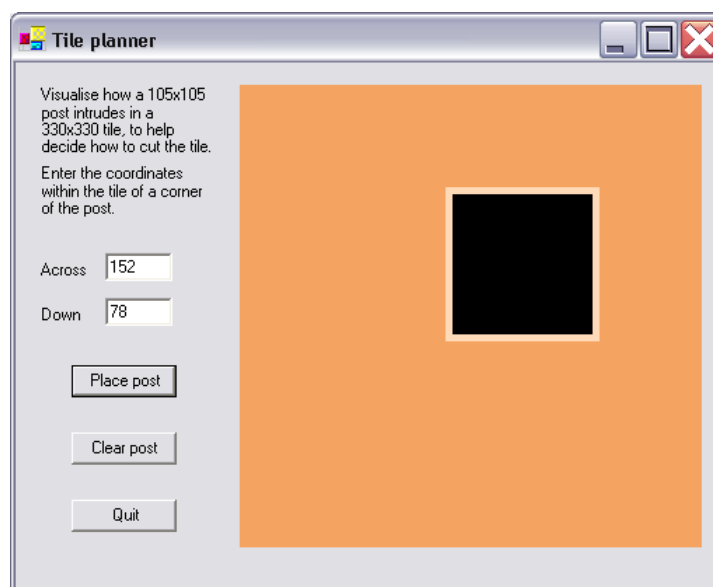 Tile planner
Visualise how a 105x105
post intrudes in a
330x330 tile, to help
decide how to cut the tile.
Enter the coordinates
within the tile of a corner
of the post.
Across 152
Down 78
Place post
Clear post
Quit